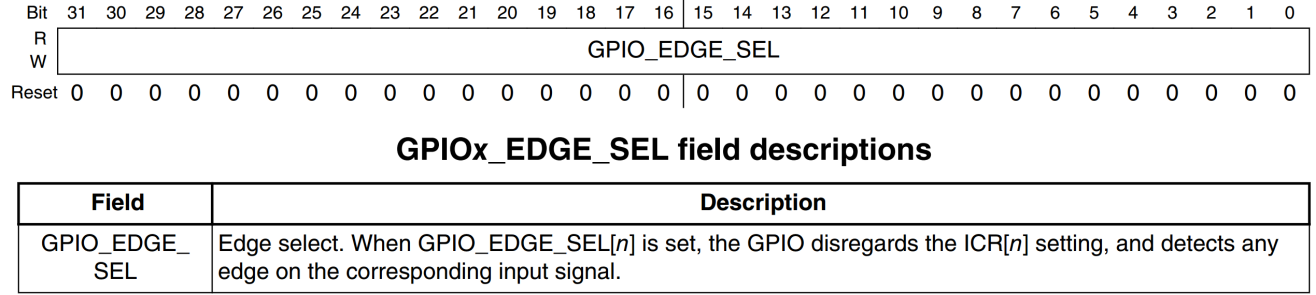 Bit 31 30 29 28 27 26 25 24 23 22 21 20 19 18 17 16 15 14 13 12 11 10 9 8 7 6 5 4 3 2 1 0
R
GPIO_EDGE_SEL
W
Reset 0 0 0 0 0 0 0 0 0 0 0 0 0 0 0 0 0 0 0 0 0 0 0 0 0 0 0 0 0 0 0 0
GPIOx_EDGE_SEL field descriptions
Field Description
GPIO_EDGE_ Edge select. When GPIO_EDGE_SEL[n] is set, the GPIO disregards the ICR[n] setting, and detects any
SEL edge on the corresponding input signal.